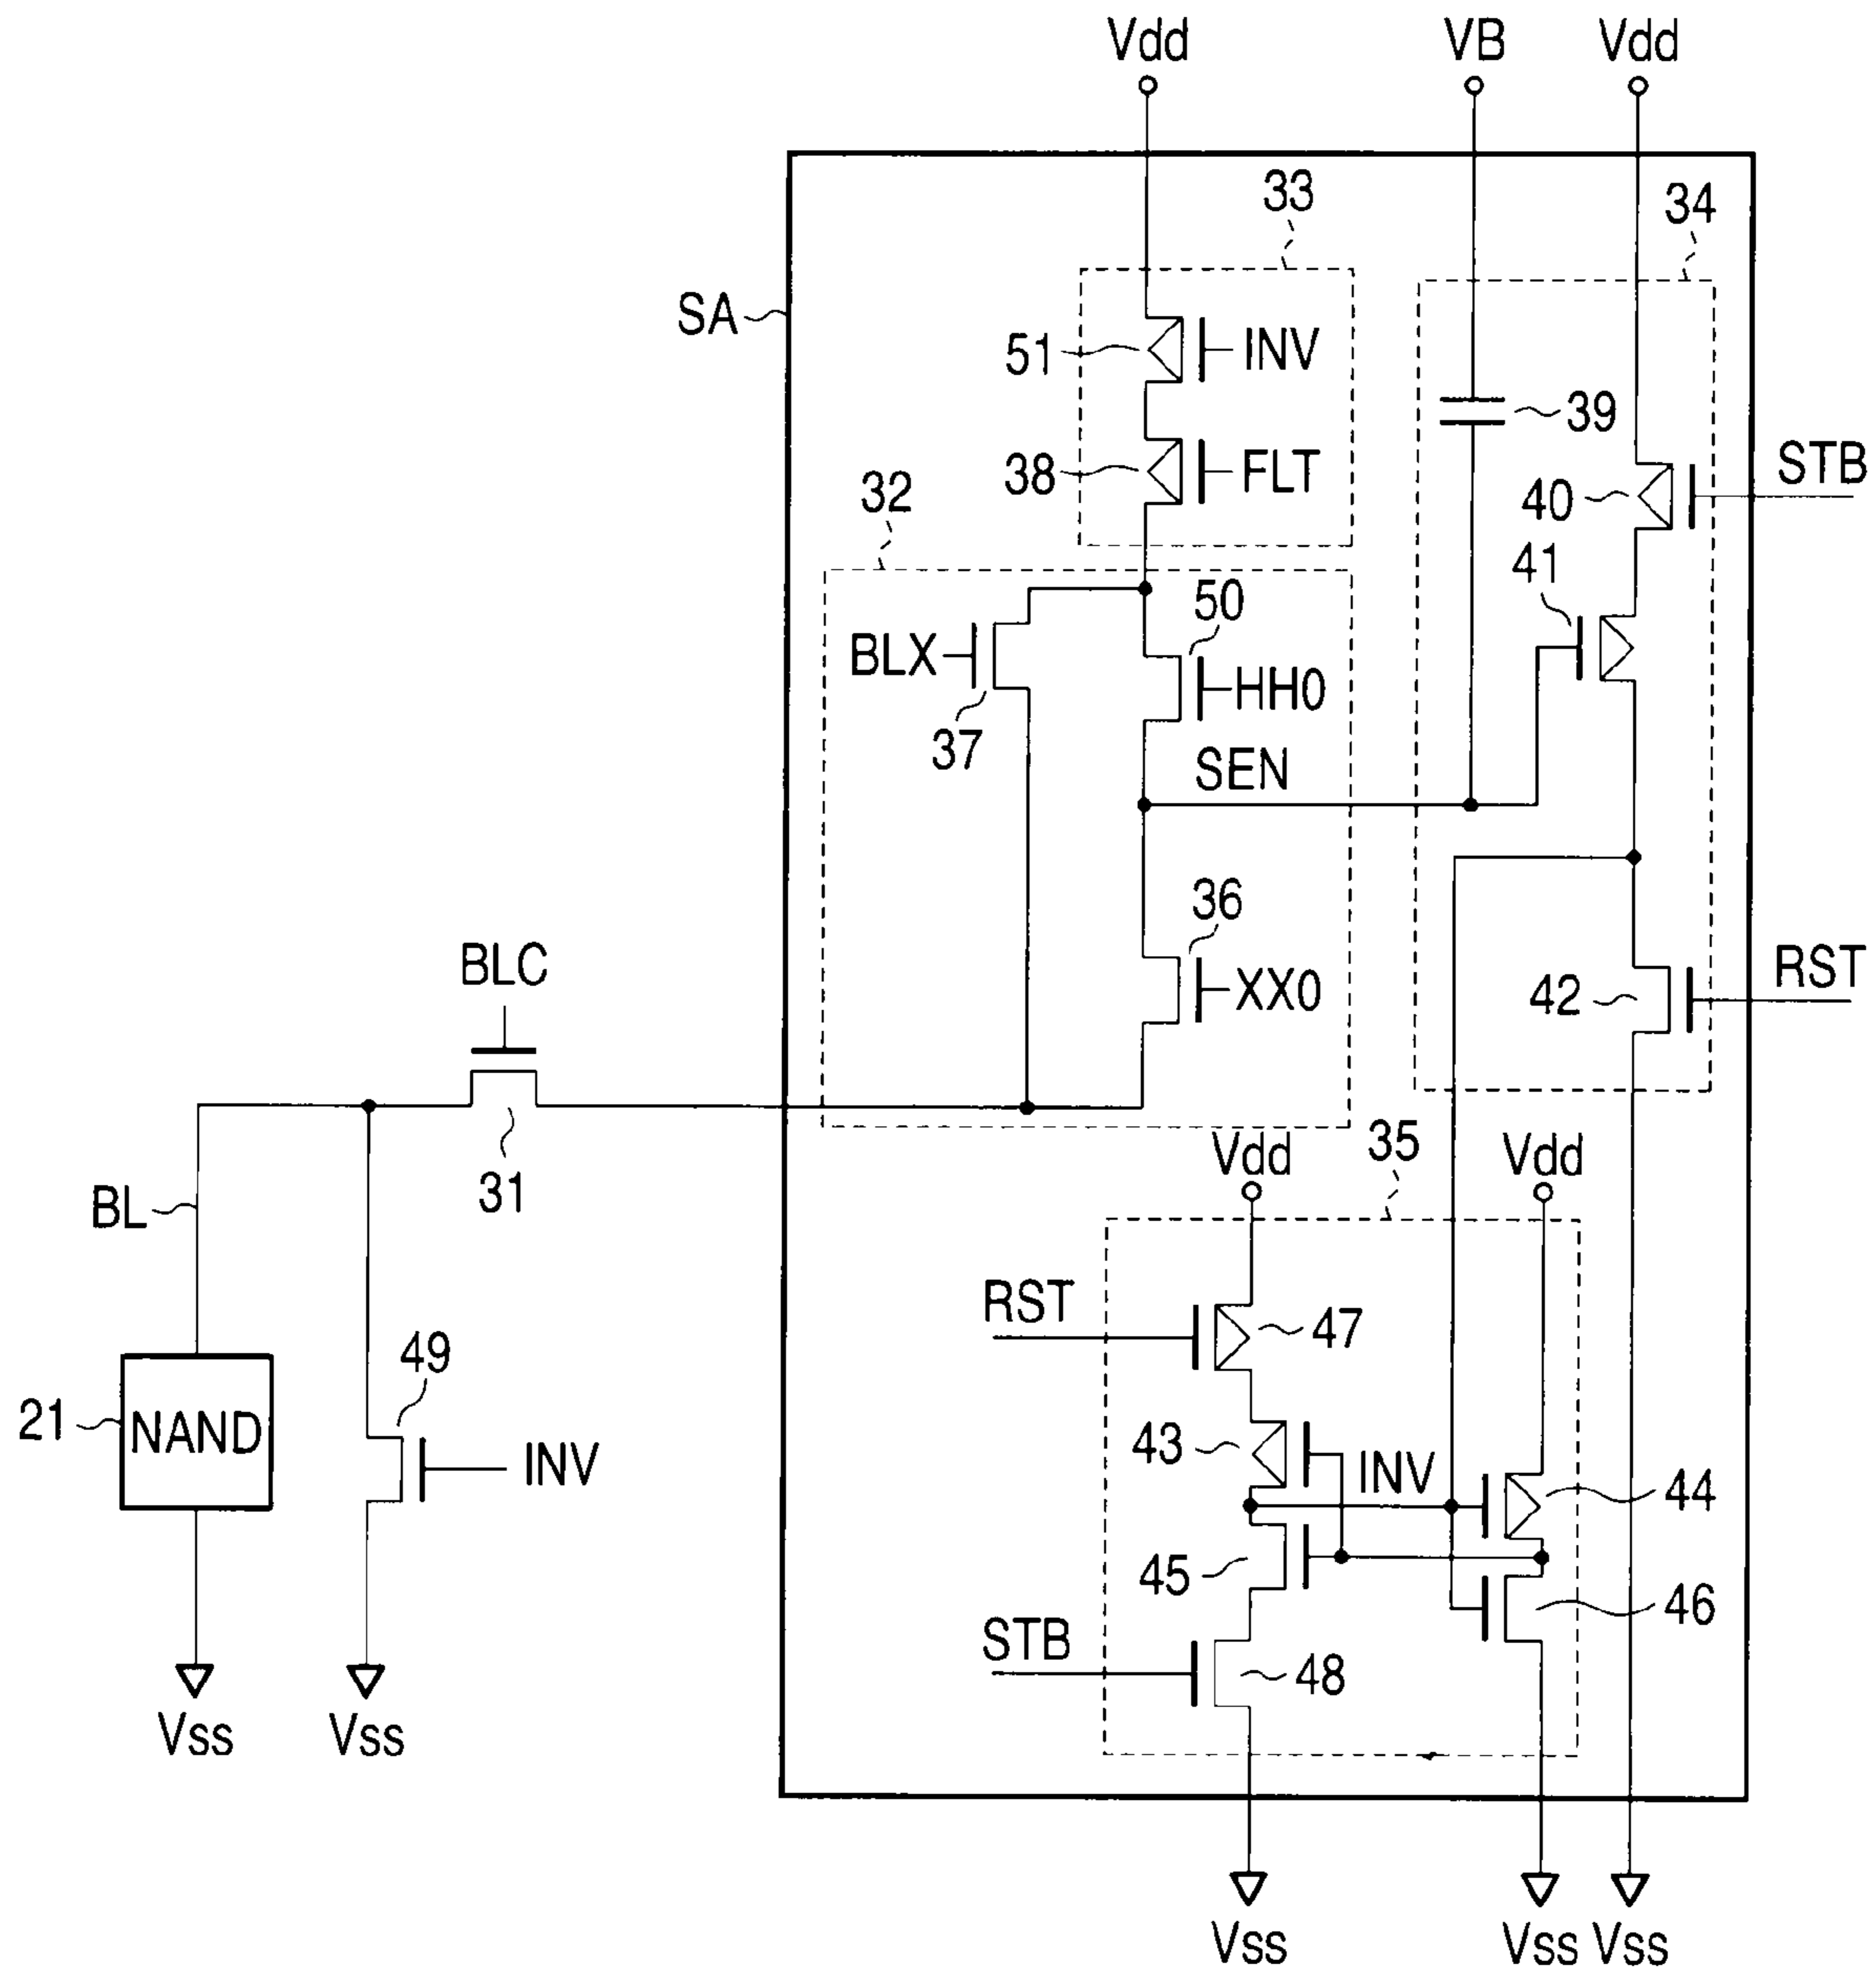 Vdd VB Vdd
33
34
SA
51 INV
39
38 FLT
STB
32
40
41
50
BLX
HH0
37
SEN
36
BLC
XX0
RST
42
35
Vdd Vdd
31
BL
RST
47
49
21 NAND
43
INV
INV
44
45
46
STB
48
Vss Vss
Vss Vss Vss